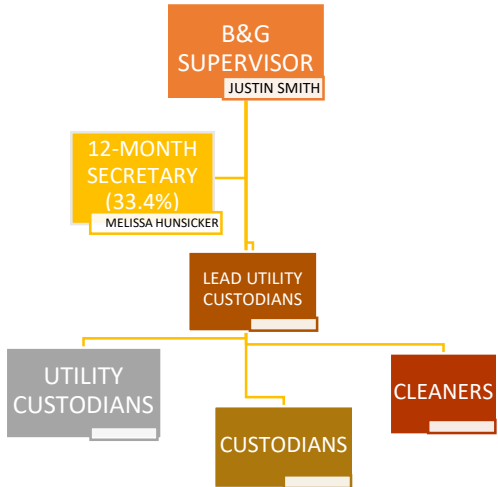 B&G
SUPERVISOR
JUSTIN SMITH
12-MONTH
SECRETARY
(33.4%)
MELISSA HUNSICKER
LEAD UTILITY
CUSTODIANS
UTILITY
CUSTODIANS
CUSTODIANS
CLEANERS